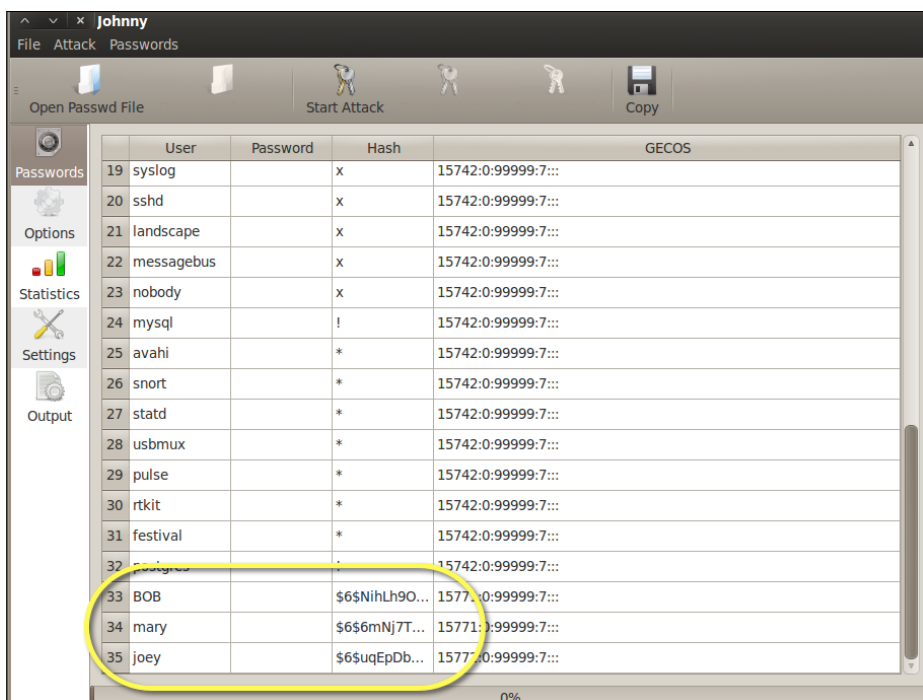 Johnny
File Attack Passwords
Open Passwd File Start Attack Copy
Passwords
Options
Statistics
Settings
Output
User Password Hash GECOS
19 syslog x 15742:0:99999:7:::
20 sshd x 15742:0:99999:7:::
21 landscape x 15742:0:99999:7:::
22 messagebus x 15742:0:99999:7:::
23 nobody x 15742:0:99999:7:::
24 mysql ! 15742:0:99999:7:::
25 avahi * 15742:0:99999:7:::
26 snort * 15742:0:99999:7:::
27 statd * 15742:0:99999:7:::
28 usbmux * 15742:0:99999:7:::
29 pulse * 15742:0:99999:7:::
30 rtkit * 15742:0:99999:7:::
31 festival * 15742:0:99999:7:::
32 postgres ! 15742:0:99999:7:::
33 BOB $6$NihLh9O... 15771:0:99999:7:::
34 mary $6$6mNj7T... 15771:0:99999:7:::
35 joey $6$uqEpDb... :0:99999:7:::
0%